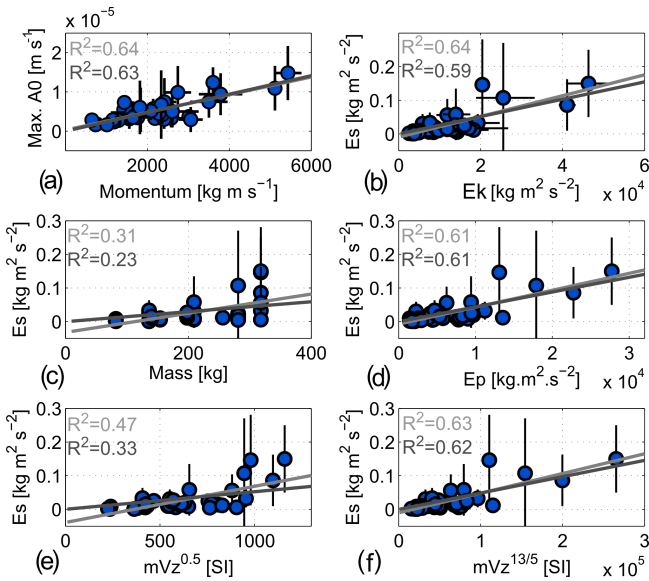 x 10⁻⁵
R²=0.64
R²=0.63
Max. A0 [m s⁻¹]
2
1
0
2000
4000
6000
(a)
Momentum [kg m s⁻¹]
R²=0.64
R²=0.59
Es [kg m² s⁻²]
0.2
0.1
0
0
2
4
6
(b)
Ek [kg m² s⁻²]
x 10⁴
R²=0.31
R²=0.23
Es [kg m² s⁻²]
0.3
0.2
0.1
0
0
200
400
(c)
Mass [kg]
R²=0.61
R²=0.61
Es [kg m² s⁻²]
0.3
0.2
0.1
0
0
1
2
3
(d)
Ep [kg.m².s⁻²]
x 10⁴
R²=0.47
R²=0.33
Es [kg m² s⁻²]
0.3
0.2
0.1
0
0
500
1000
(e)
mVz^0.5 [SI]
R²=0.63
R²=0.62
Es [kg m² s⁻²]
0.3
0.2
0.1
0
0
1
2
3
(f)
mVz^13/5 [SI]
x 10⁵